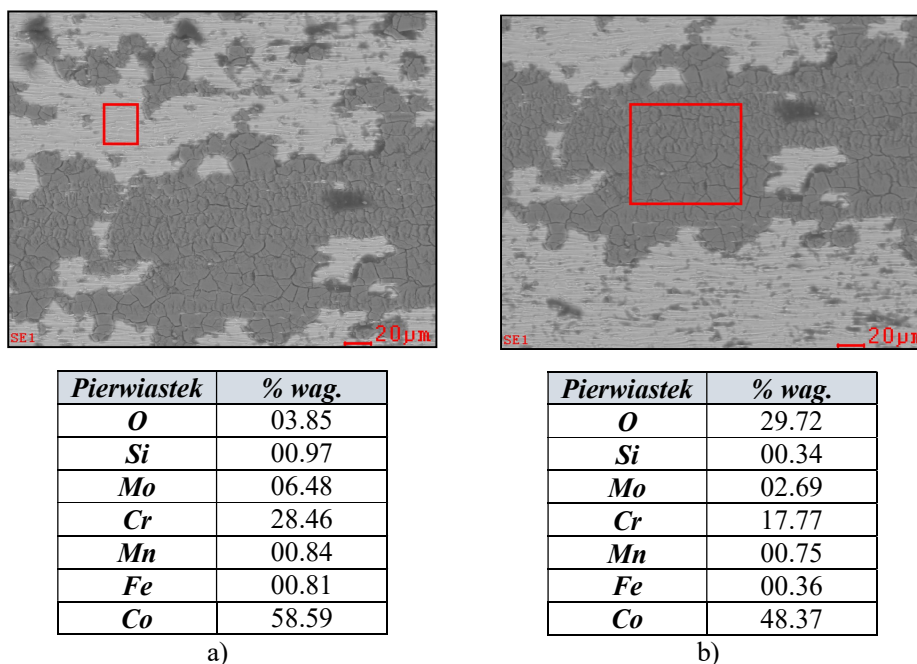 SE1 20µm
SE1 20µm
Pierwiastek % wag.
O 03.85
Si 00.97
Mo 06.48
Cr 28.46
Mn 00.84
Fe 00.81
Co 58.59
a)
Pierwiastek % wag.
O 29.72
Si 00.34
Mo 02.69
Cr 17.77
Mn 00.75
Fe 00.36
Co 48.37
b)